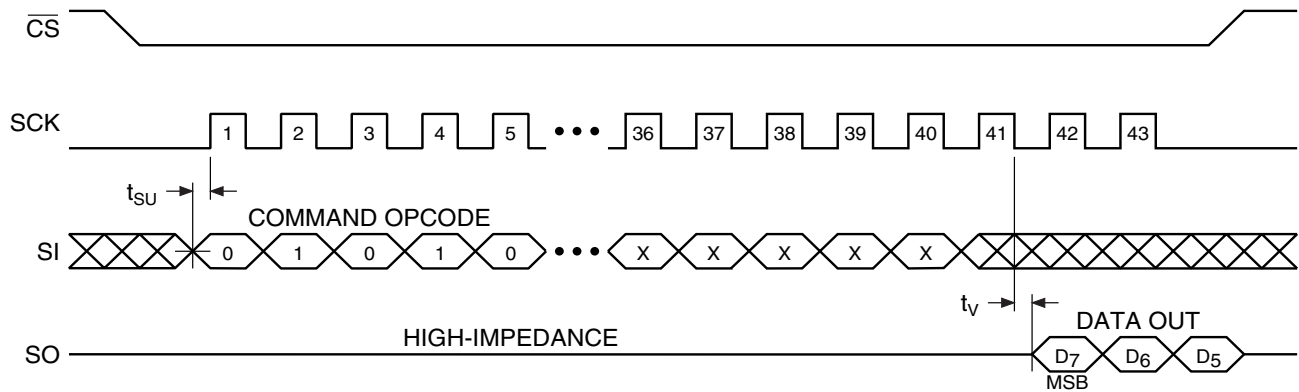 CS
SCK 1 2 3 4 5 ••• 36 37 38 39 40 41 42 43
tSU
COMMAND OPCODE
SI 0 1 0 1 0 ••• X X X X X
tV
HIGH-IMPEDANCE DATA OUT
SO D7 D6 D5
MSB